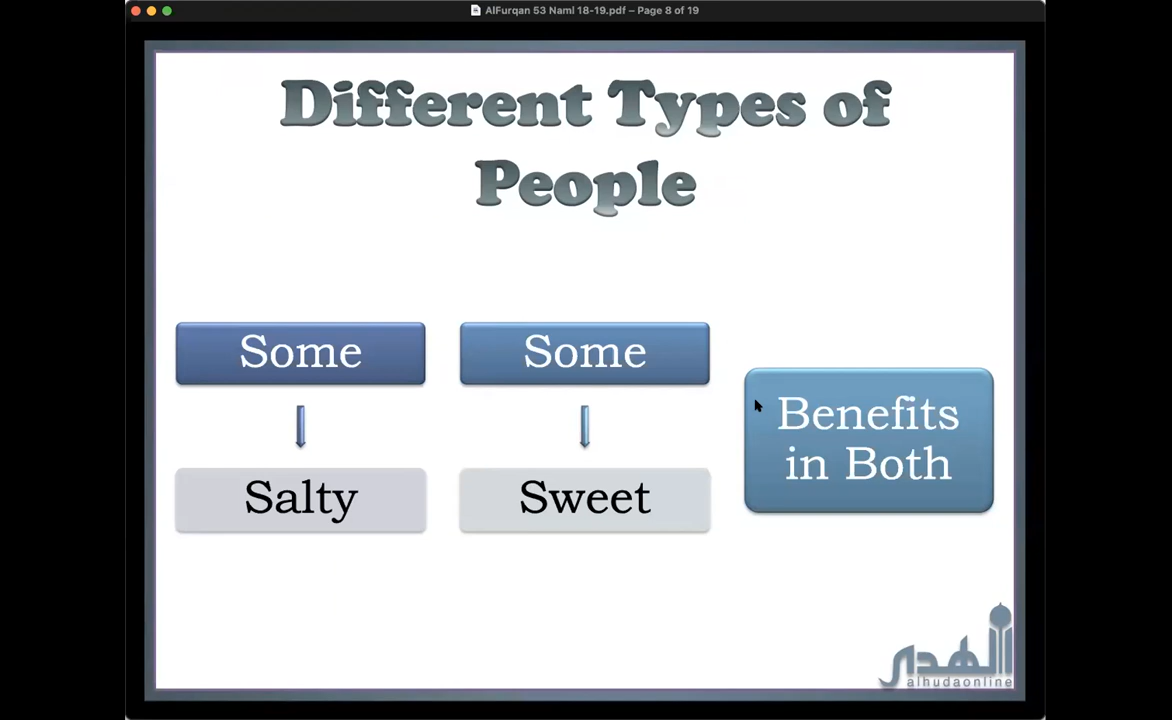 AlFurqan 53 Naml 18-19.pdf – Page 8 of 19
Different Types of
People
Some
Some
Salty
Sweet
Benefits
in Both
الهدى
alhudaonline